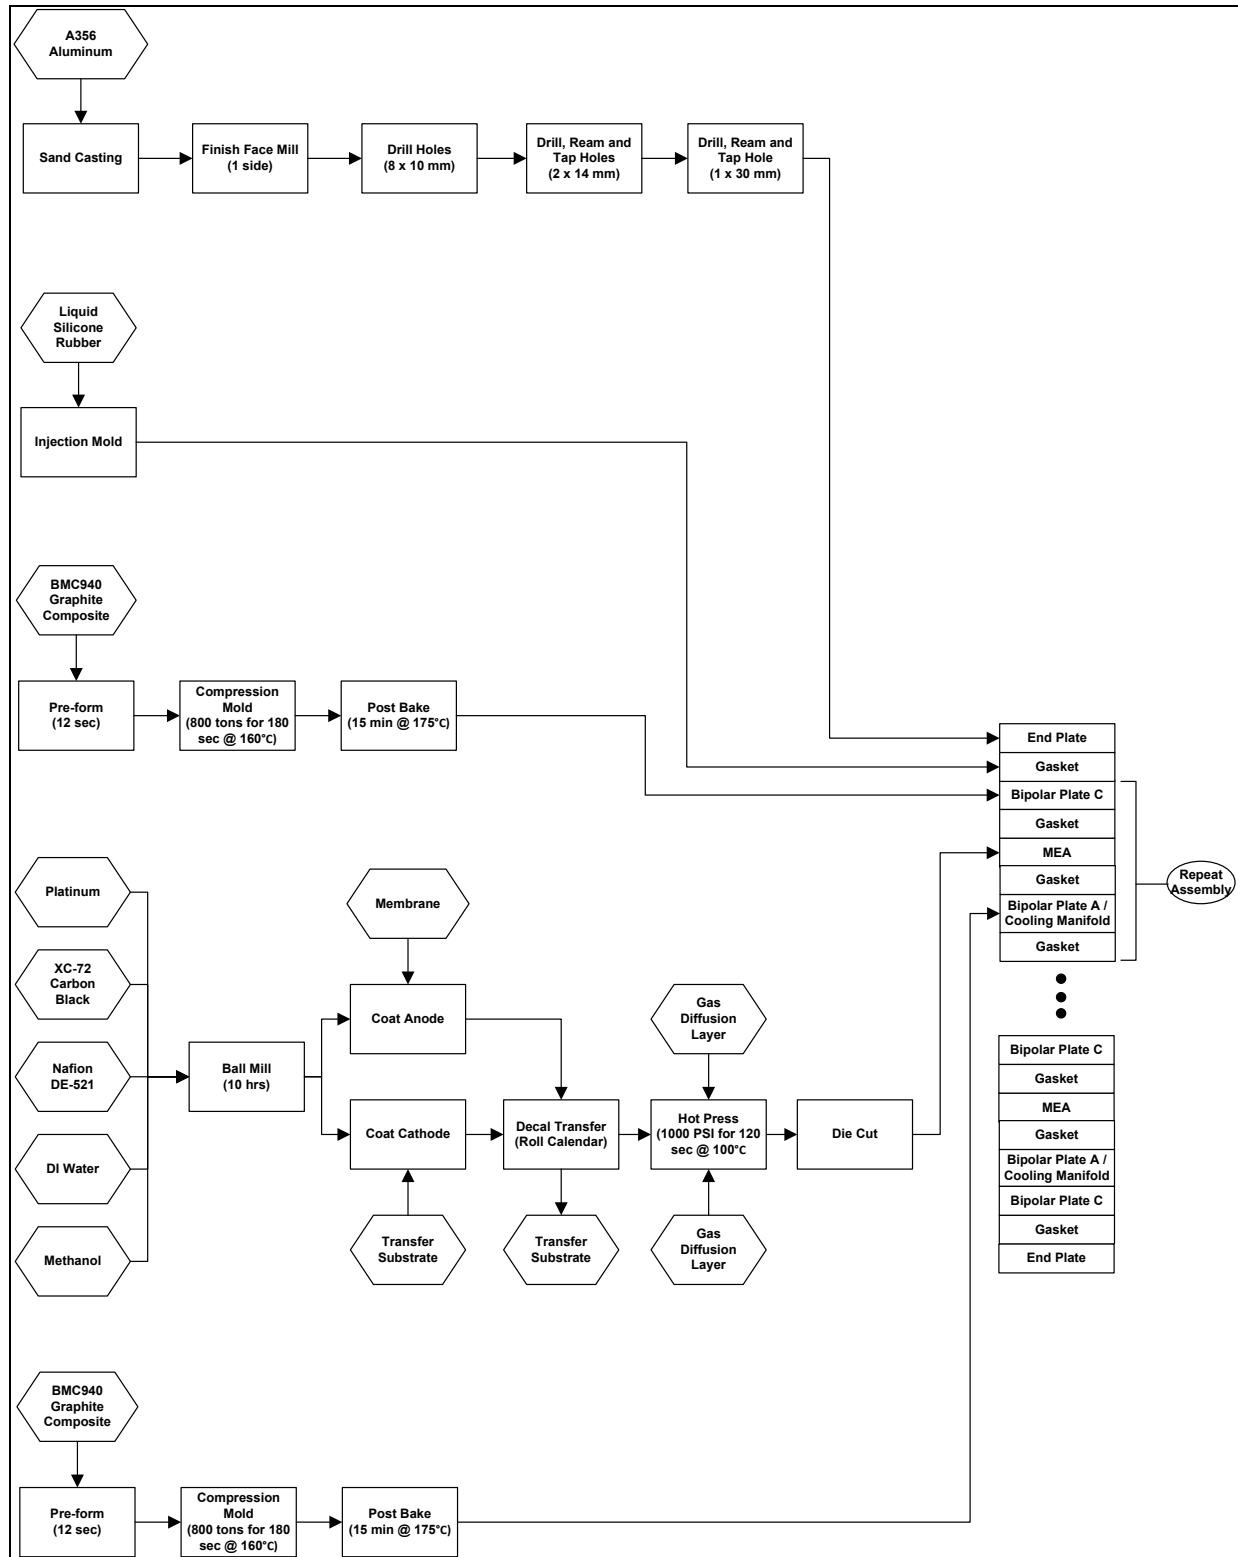 A356
Aluminum
Sand Casting
Finish Face Mill
(1 side)
Drill Holes
(8 x 10 mm)
Drill, Ream and
Tap Holes
(2 x 14 mm)
Drill, Ream and
Tap Hole
(1 x 30 mm)
Liquid
Silicone
Rubber
Injection Mold
BMC940
Graphite
Composite
Pre-form
(12 sec)
Compression
Mold
(800 tons for 180
sec @ 160°C)
Post Bake
(15 min @ 175°C)
End Plate
Gasket
Bipolar Plate C
Gasket
MEA
Gasket
Bipolar Plate A /
Cooling Manifold
Gasket
Repeat
Assembly
Platinum
XC-72
Carbon
Black
Nafion
DE-521
DI Water
Methanol
Ball Mill
(10 hrs)
Membrane
Coat Anode
Coat Cathode
Transfer
Substrate
Decal Transfer
(Roll Calendar)
Transfer
Substrate
Gas
Diffusion
Layer
Hot Press
(1000 PSI for 120
sec @ 100°C
Gas
Diffusion
Layer
Die Cut
Bipolar Plate C
Gasket
MEA
Gasket
Bipolar Plate A /
Cooling Manifold
Bipolar Plate C
Gasket
End Plate
BMC940
Graphite
Composite
Pre-form
(12 sec)
Compression
Mold
(800 tons for 180
sec @ 160°C)
Post Bake
(15 min @ 175°C)